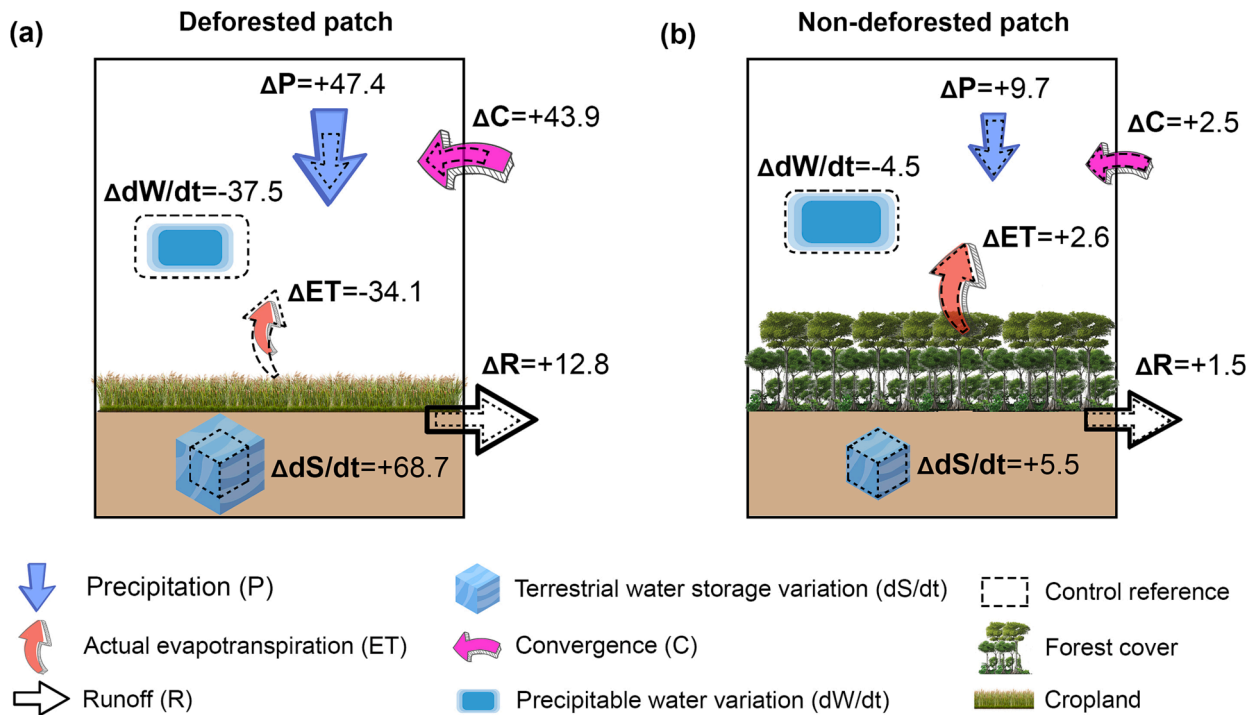 (a)
Deforested patch
ΔP=+47.4
ΔC=+43.9
ΔdW/dt=-37.5
ΔET=-34.1
ΔR=+12.8
ΔdS/dt=+68.7
(b)
Non-deforested patch
ΔP=+9.7
ΔC=+2.5
ΔdW/dt=-4.5
ΔET=+2.6
ΔR=+1.5
ΔdS/dt=+5.5
Precipitation (P)
Terrestrial water storage variation (dS/dt)
Control reference
Actual evapotranspiration (ET)
Convergence (C)
Forest cover
Runoff (R)
Precipitable water variation (dW/dt)
Cropland